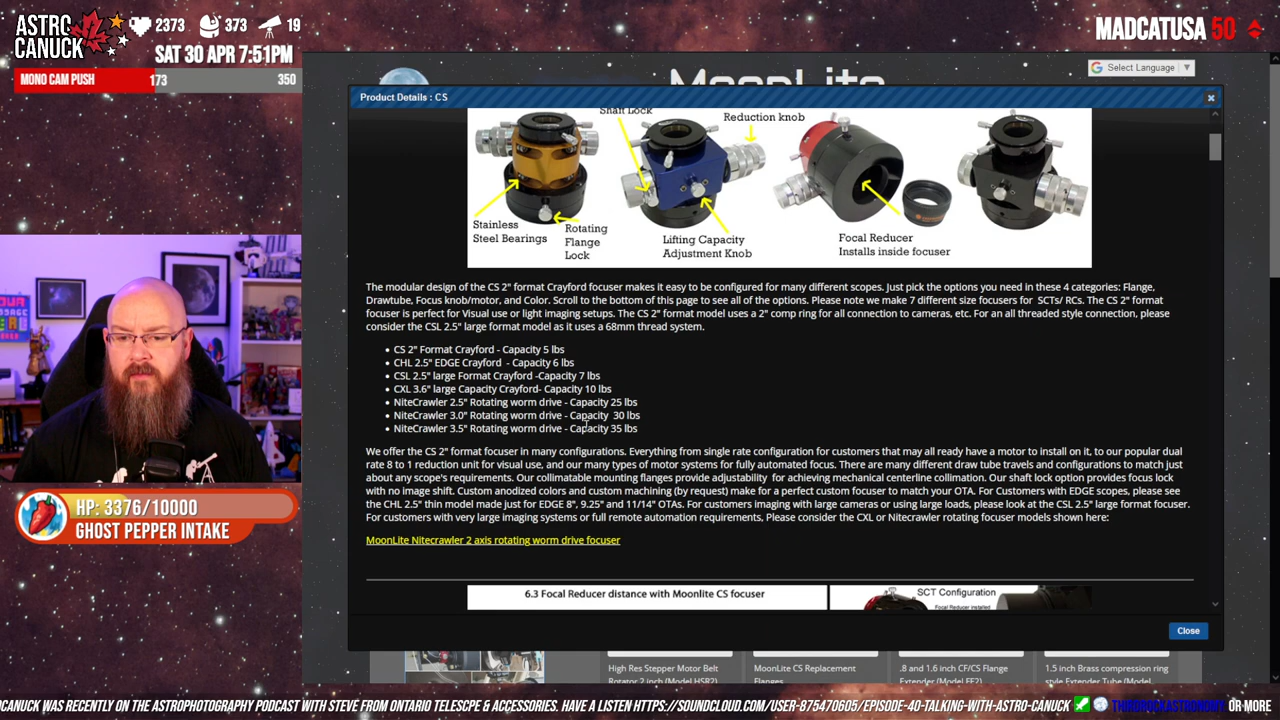 ASTRO
CANUCK
2373
373
19
SAT 30 APR 7:51PM
MONO CAM PUSH 173 350
MADCATUSA 50
MoonLite
Select Language ▼
Product Details : CS
Shaft Lock
Reduction knob
Stainless
Steel Bearings
Rotating
Flange
Lock
Lifting Capacity
Adjustment Knob
Focal Reducer
Installs inside focuser
The modular design of the CS 2" format Crayford focuser makes it easy to be configured for many different scopes. Just pick the options you need in these 4 categories: Flange,
Drawtube, Focus knob/motor, and Color. Scroll to the bottom of this page to see all of the options. Please note we make 7 different size focusers for SCTs/ RCs. The CS 2" format
focuser is perfect for Visual use or light imaging setups. The CS 2" format model uses a 2" comp ring for all connection to cameras, etc. For an all threaded style connection, please
consider the CSL 2.5" large format model as it uses a 68mm thread system.
• CS 2" Format Crayford - Capacity 5 lbs
• CHL 2.5" EDGE Crayford - Capacity 6 lbs
• CSL 2.5" large Format Crayford -Capacity 7 lbs
• CXL 3.6" large Capacity Crayford- Capacity 10 lbs
• NiteCrawler 2.5" Rotating worm drive - Capacity 25 lbs
• NiteCrawler 3.0" Rotating worm drive - Capacity 30 lbs
• NiteCrawler 3.5" Rotating worm drive - Capacity 35 lbs
We offer the CS 2" format focuser in many configurations. Everything from single rate configuration for customers that may all ready have a motor to install on it, to our popular dual
rate 8 to 1 reduction unit for visual use, and our many types of motor systems for fully automated focus. There are many different draw tube travels and configurations to match just
about any scope's requirements. Our collimatable mounting flanges provide adjustability for achieving mechanical centerline collimation. Our shaft lock option provides focus lock
with no image shift. Custom anodized colors and custom machining (by request) make for a perfect custom focuser to match your OTA. For Customers with EDGE scopes, please see
the CHL 2.5" thin model made just for EDGE 8", 9.25" and 11/14" OTAs. For customers imaging with large cameras or using large loads, please look at the CSL 2.5" large format focuser.
For customers with very large imaging systems or full remote automation requirements, Please consider the CXL or Nitecrawler rotating focuser models shown here:
MoonLite Nitecrawler 2 axis rotating worm drive focuser
HP: 3376/10000
GHOST PEPPER INTAKE
6.3 Focal Reducer distance with Moonlite CS focuser
SCT Configuration
Focal Reducer installed
Close
High Res Stepper Motor Belt
Rotator 2 inch (Model HSR2)
MoonLite CS Replacement
Flanges
.8 and 1.6 inch CF/CS Flange
Extender (Model FE2)
1.5 inch Brass compression ring
style Extender Tube (Model
CANUCK WAS RECENTLY ON THE ASTROPHOTOGRAPHY PODCAST WITH STEVE FROM ONTARIO TELESCPE & ACCESSORIES. HAVE A LISTEN HTTPS://SOUNDCLOUD.COM/USER-875470605/EPISODE-40-TALKING-WITH-ASTRO-CANUCK THIRDROCKASTRONOMY OR MORE